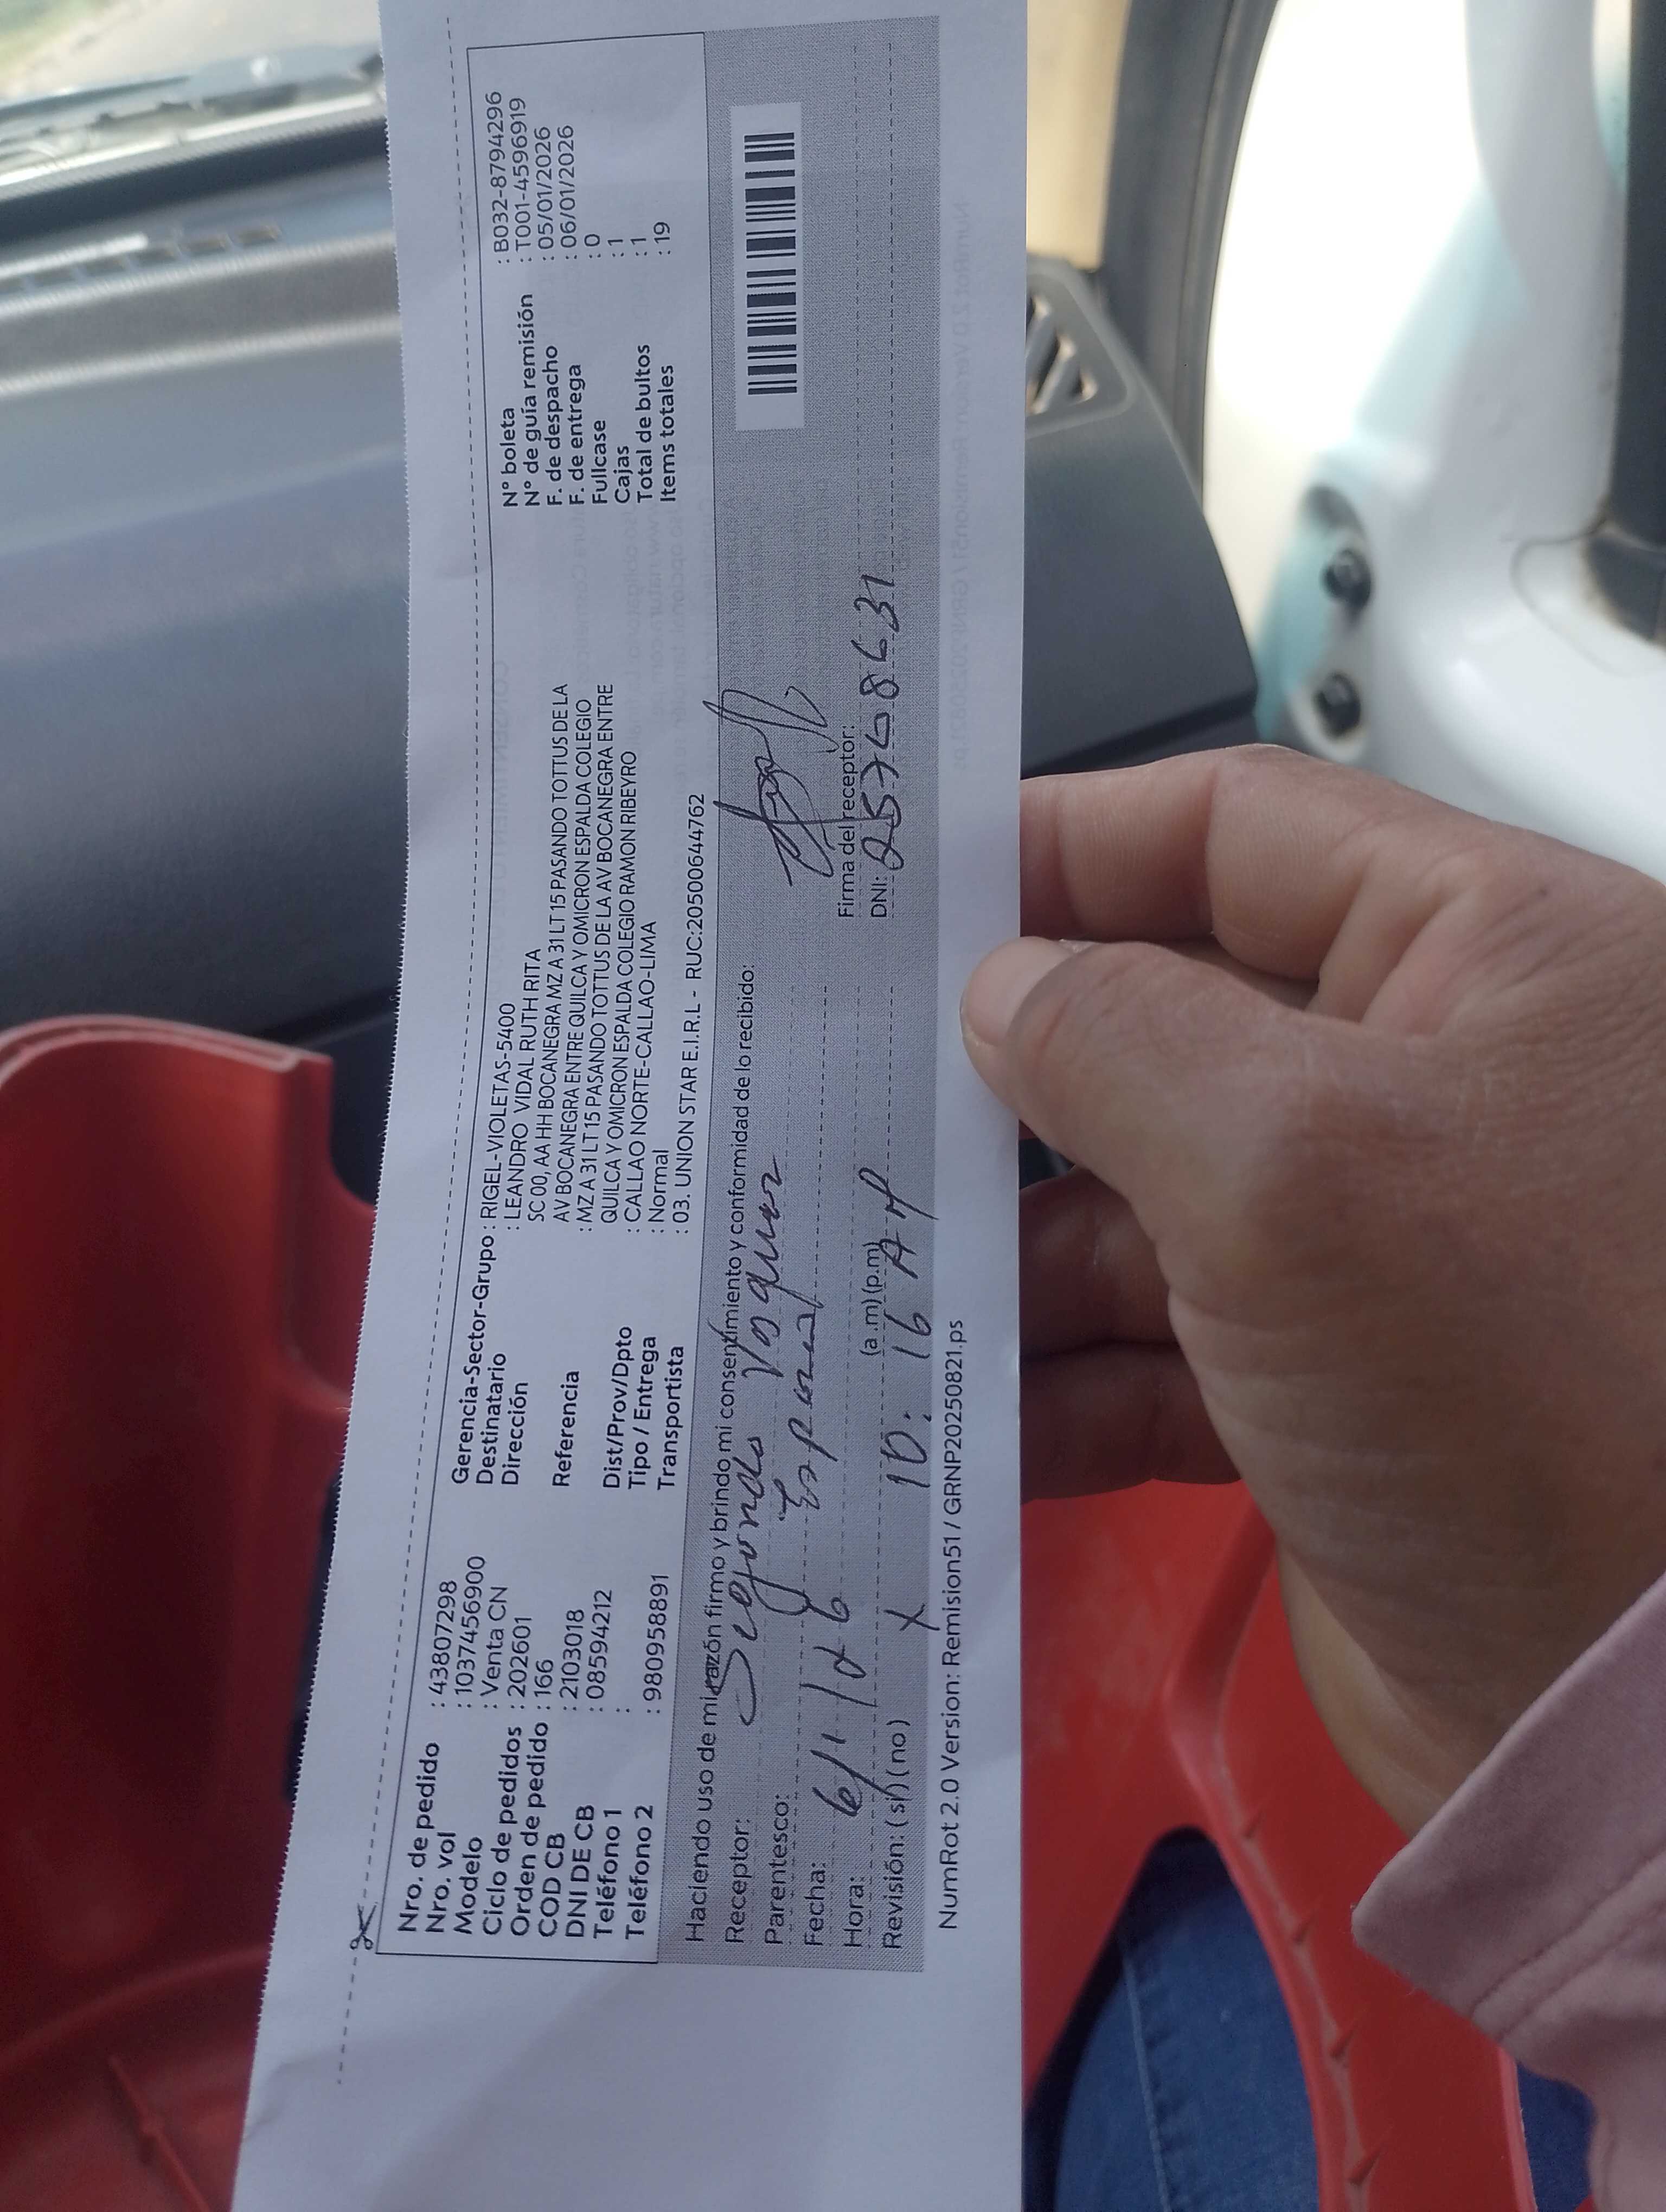 Nro. de pedido : 43807298
Nro. vol : 1037456900
Modelo : Venta CN
Ciclo de pedidos : 202601
Orden de pedido : 166
COD CB : 2103018
DNI DE CB : 08594212
Teléfono 1 :
Teléfono 2 : 980958891
Gerencia-Sector-Grupo : RIGEL-VIOLETAS-5400
Destinatario : LEANDRO VIDAL RUTH RITA
Dirección SC 00, AA HH BOCANEGRA MZ A 31 LT 15 PASANDO TOTTUS DE LA
AV BOCANEGRA ENTRE QUILCA Y OMICRON ESPALDA COLEGIO
Referencia : MZ A 31 LT 15 PASANDO TOTTUS DE LA AV BOCANEGRA ENTRE
QUILCA Y OMICRON ESPALDA COLEGIO RAMON RIBEYRO
Dist/Prov/Dpto : CALLAO NORTE-CALLAO-LIMA
Tipo / Entrega : Normal
Transportista : 03. UNION STAR E.I.R.L - RUC:20500644762
N° boleta : B032-8794296
N° de guía remisión : T001-4596919
F. de despacho : 05/01/2026
F. de entrega : 06/01/2026
Fullcase : 0
Cajas : 1
Total de bultos : 1
Items totales : 19
Haciendo uso de mi razón firmo y brindo mi consentimiento y conformidad de lo recibido:
Receptor: Segundo Vasquez
Parentesco: Esposo
Fecha: 6/1/26
Hora: 10:16 AM (a.m) (p.m)
Revisión: (si) (no) X
Firma del receptor:
DNI: 25768631
NumRot 2.0 Version: Remision51 / GRNP20250821.ps